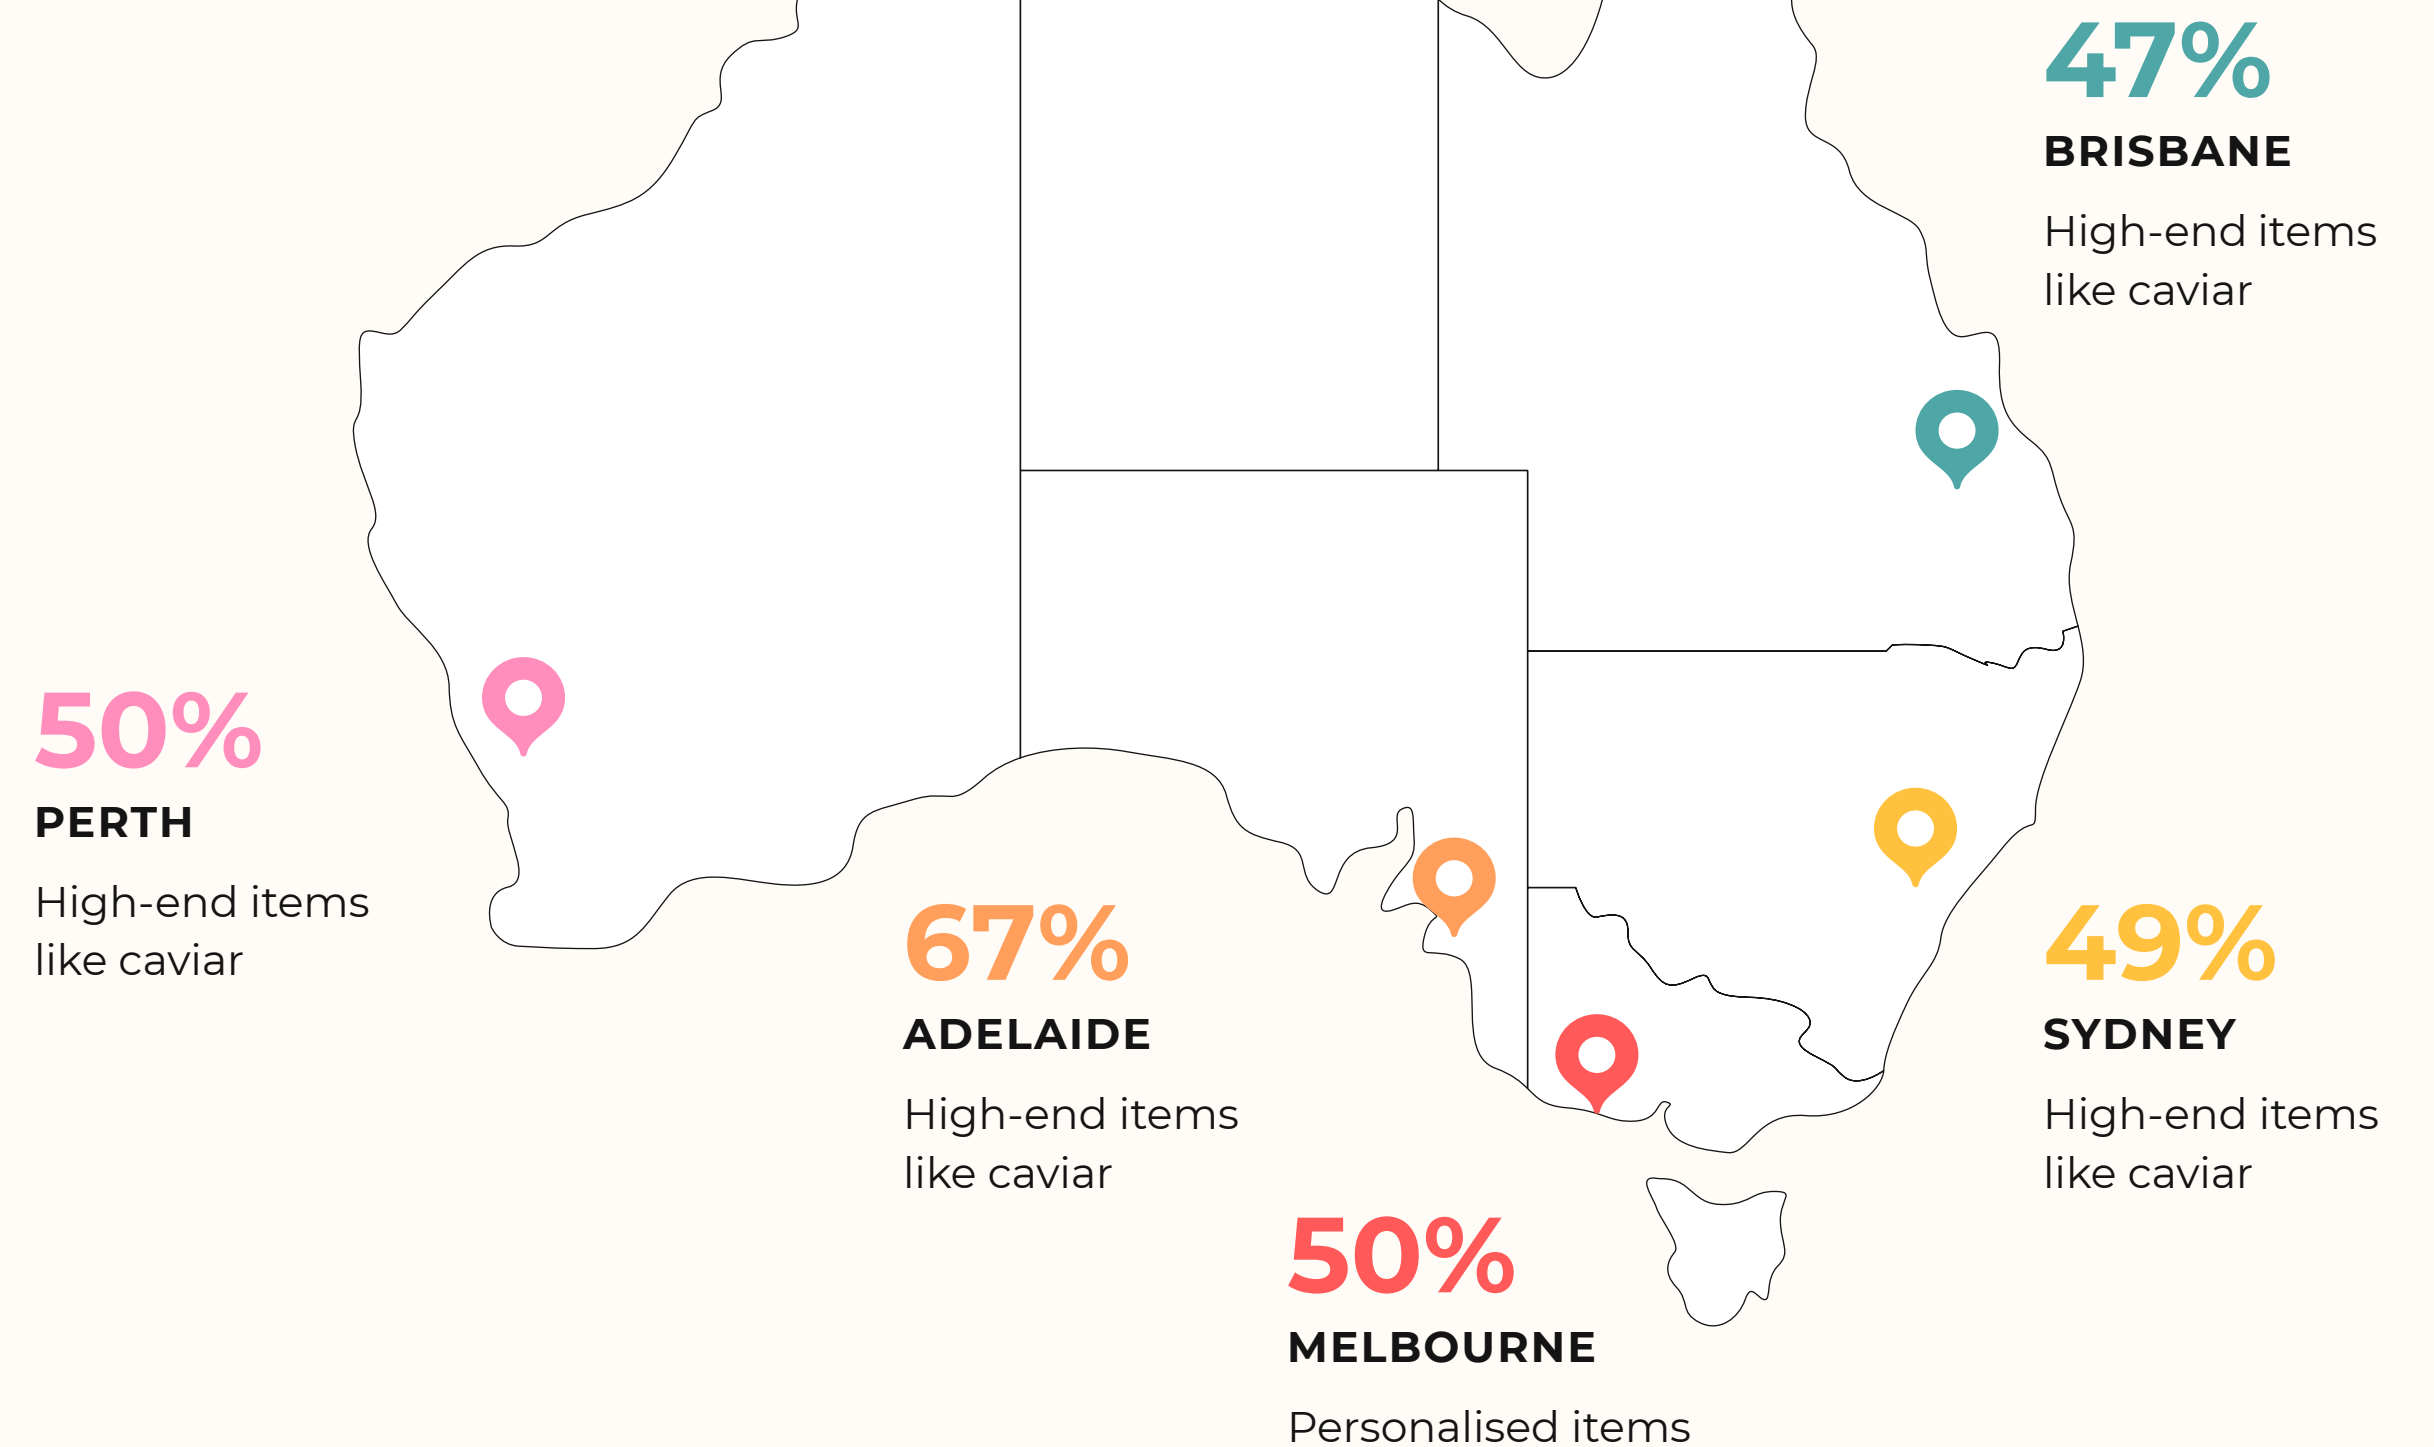 47%
BRISBANE
High-end items
like caviar
50%
PERTH
High-end items
like caviar
67%
ADELAIDE
High-end items
like caviar
49%
SYDNEY
High-end items
like caviar
50%
MELBOURNE
Personalised items